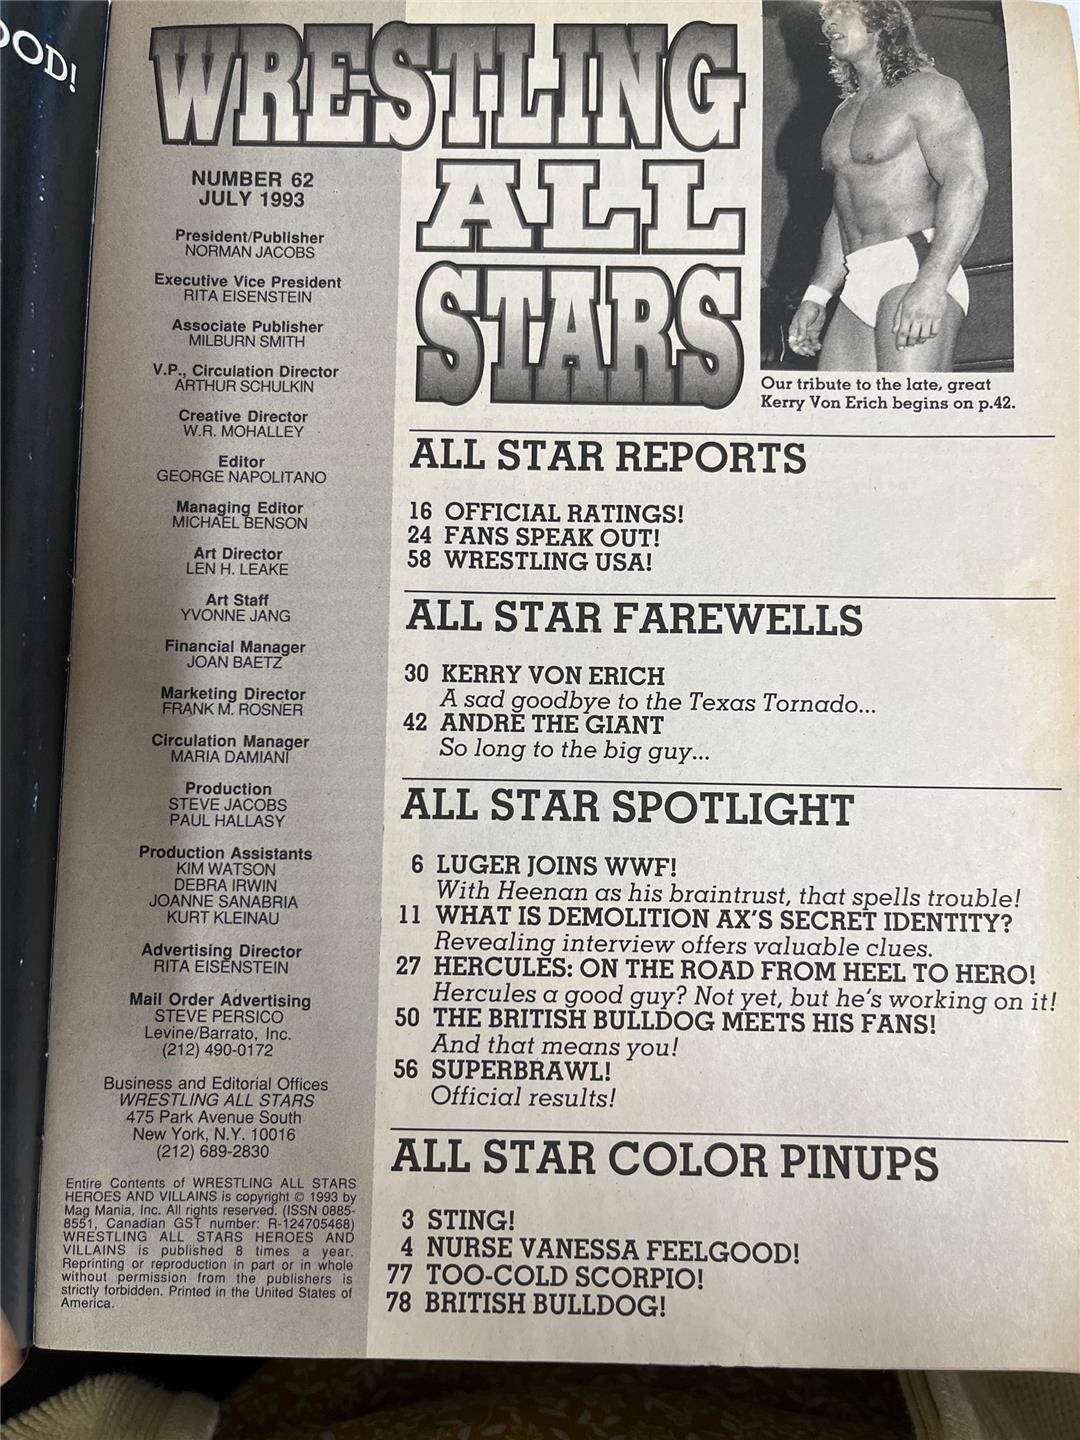 OOD!
WRESTLING
ALL
STARS
NUMBER 62
JULY 1993
President/Publisher
NORMAN JACOBS
Executive Vice President
RITA EISENSTEIN
Associate Publisher
MILBURN SMITH
V.P., Circulation Director
ARTHUR SCHULKIN
Creative Director
W.R. MOHALLEY
Editor
GEORGE NAPOLITANO
Managing Editor
MICHAEL BENSON
Art Director
LEN H. LEAKE
Art Staff
YVONNE JANG
Financial Manager
JOAN BAETZ
Marketing Director
FRANK M. ROSNER
Circulation Manager
MARIA DAMIANI
Production
STEVE JACOBS
PAUL HALLASY
Production Assistants
KIM WATSON
DEBRA IRWIN
JOANNE SANABRIA
KURT KLEINAU
Advertising Director
RITA EISENSTEIN
Mail Order Advertising
STEVE PERSICO
Levine/Barrato, Inc.
(212) 490-0172
Business and Editorial Offices
WRESTLING ALL STARS
475 Park Avenue South
New York, N.Y. 10016
(212) 689-2830
Entire Contents of WRESTLING ALL STARS
HEROES AND VILLAINS is copyright © 1993 by
Mag Mania, Inc. All rights reserved. (ISSN 0885-
8551, Canadian GST number: R-124705468)
WRESTLING ALL STARS HEROES AND
VILLAINS is published 8 times a year.
Reprinting or reproduction in part or in whole
without permission from the publishers is
strictly forbidden. Printed in the United States of
America.
Our tribute to the late, great
Kerry Von Erich begins on p.42.
ALL STAR REPORTS
16 OFFICIAL RATINGS!
24 FANS SPEAK OUT!
58 WRESTLING USA!
ALL STAR FAREWELLS
30 KERRY VON ERICH
A sad goodbye to the Texas Tornado...
42 ANDRE THE GIANT
So long to the big guy...
ALL STAR SPOTLIGHT
6 LUGER JOINS WWF!
With Heenan as his braintrust, that spells trouble!
11 WHAT IS DEMOLITION AX'S SECRET IDENTITY?
Revealing interview offers valuable clues.
27 HERCULES: ON THE ROAD FROM HEEL TO HERO!
Hercules a good guy? Not yet, but he's working on it!
50 THE BRITISH BULLDOG MEETS HIS FANS!
And that means you!
56 SUPERBRAWL!
Official results!
ALL STAR COLOR PINUPS
3 STING!
4 NURSE VANESSA FEELGOOD!
77 TOO-COLD SCORPIO!
78 BRITISH BULLDOG!